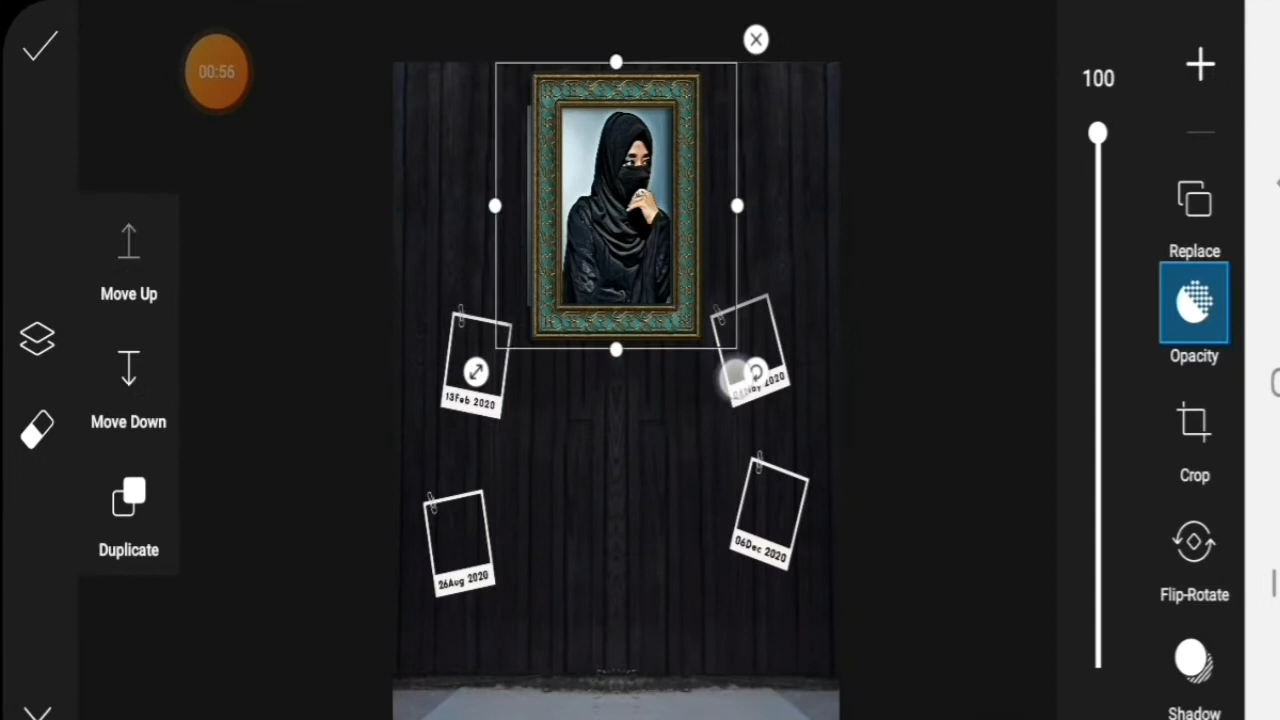 00:56
100
Replace
Opacity
Crop
Flip-Rotate
Shadow
Move Up
Move Down
Duplicate
13Feb 2020
2020
26Aug 2020
06Dec 2020